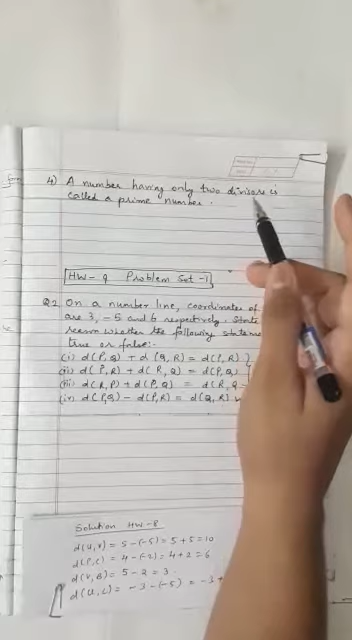 4) A number having only two divisors is
called a prime number.
HW-9 Problem Set-1
Q2 On a number line, coordinates of
are 3, -5 and 6 respectively. State
reason whether the following stateme
true or false:-
(i) d(P,Q) + d(Q,R) = d(P,R)
(ii) d(P,R) + d(R,Q) = d(P,Q)
(iii) d(R,P) + d(P,Q) = d(R,Q
(iv) d(P,Q) - d(P,R) = d(Q,R)
Solution HW-8
d(U,V) = 5-(-5) = 5+5 = 10
d(P,C) = 4-(-2) = 4+2 = 6
d(V,B) = 5-2 = 3
d(U,L) = -3-(-5) = -3+